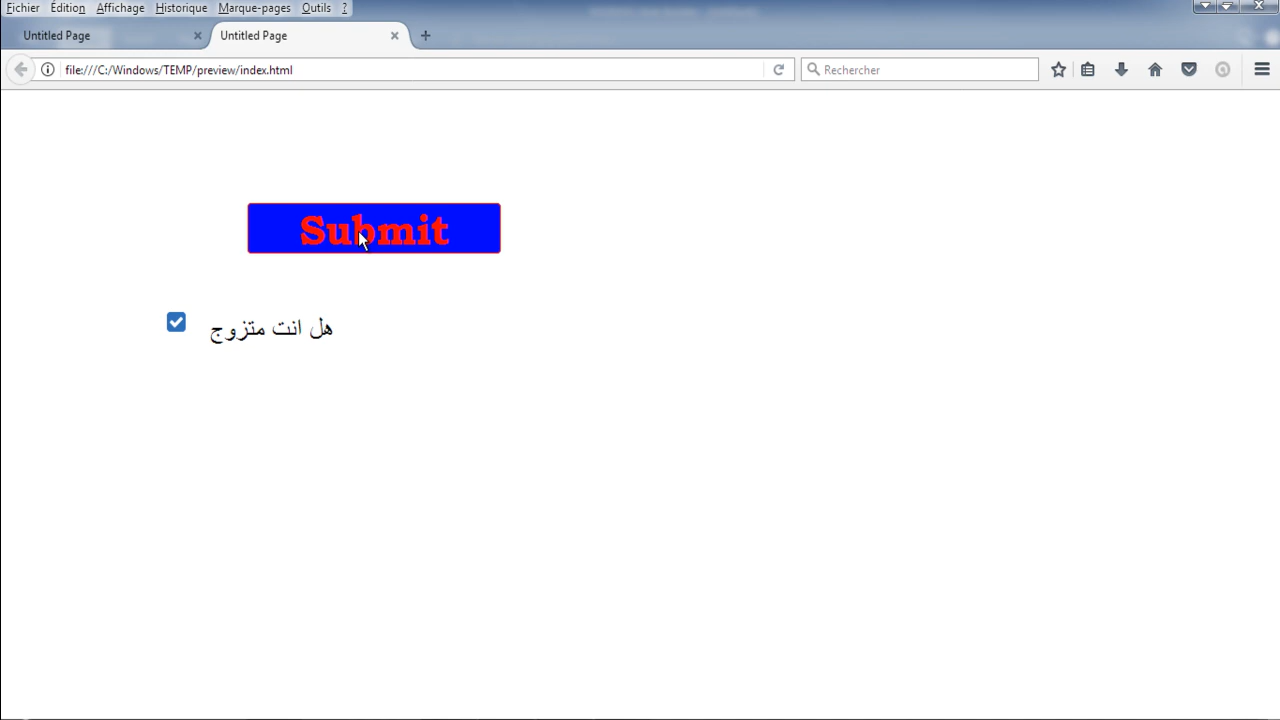 Fichier Édition Affichage Historique Marque-pages Outils ?
Untitled Page
Untitled Page
file:///C:/Windows/TEMP/preview/index.html
Rechercher
Submit
هل انت متزوج